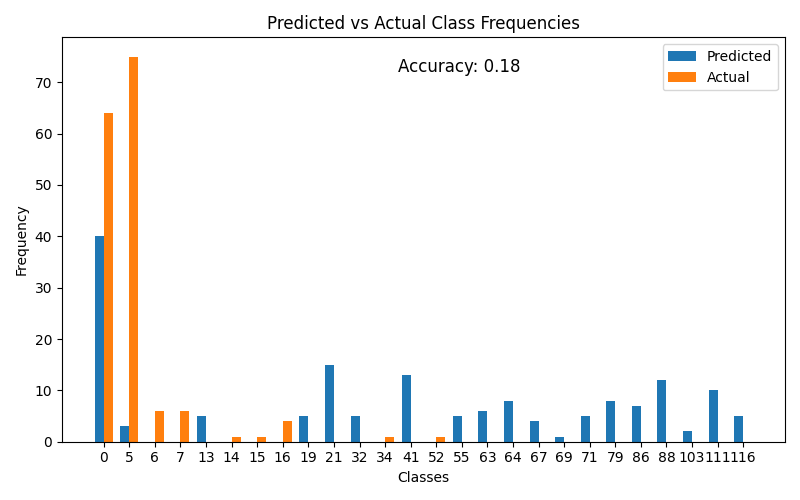 Predicted vs Actual Class Frequencies
Accuracy: 0.18
Predicted
Actual
Frequency
70
60
50
40
30
20
10
0
0 5 6 7 13 14 15 16 19 21 32 34 41 52 55 63 64 67 69 71 79 86 88 103 111 116
Classes